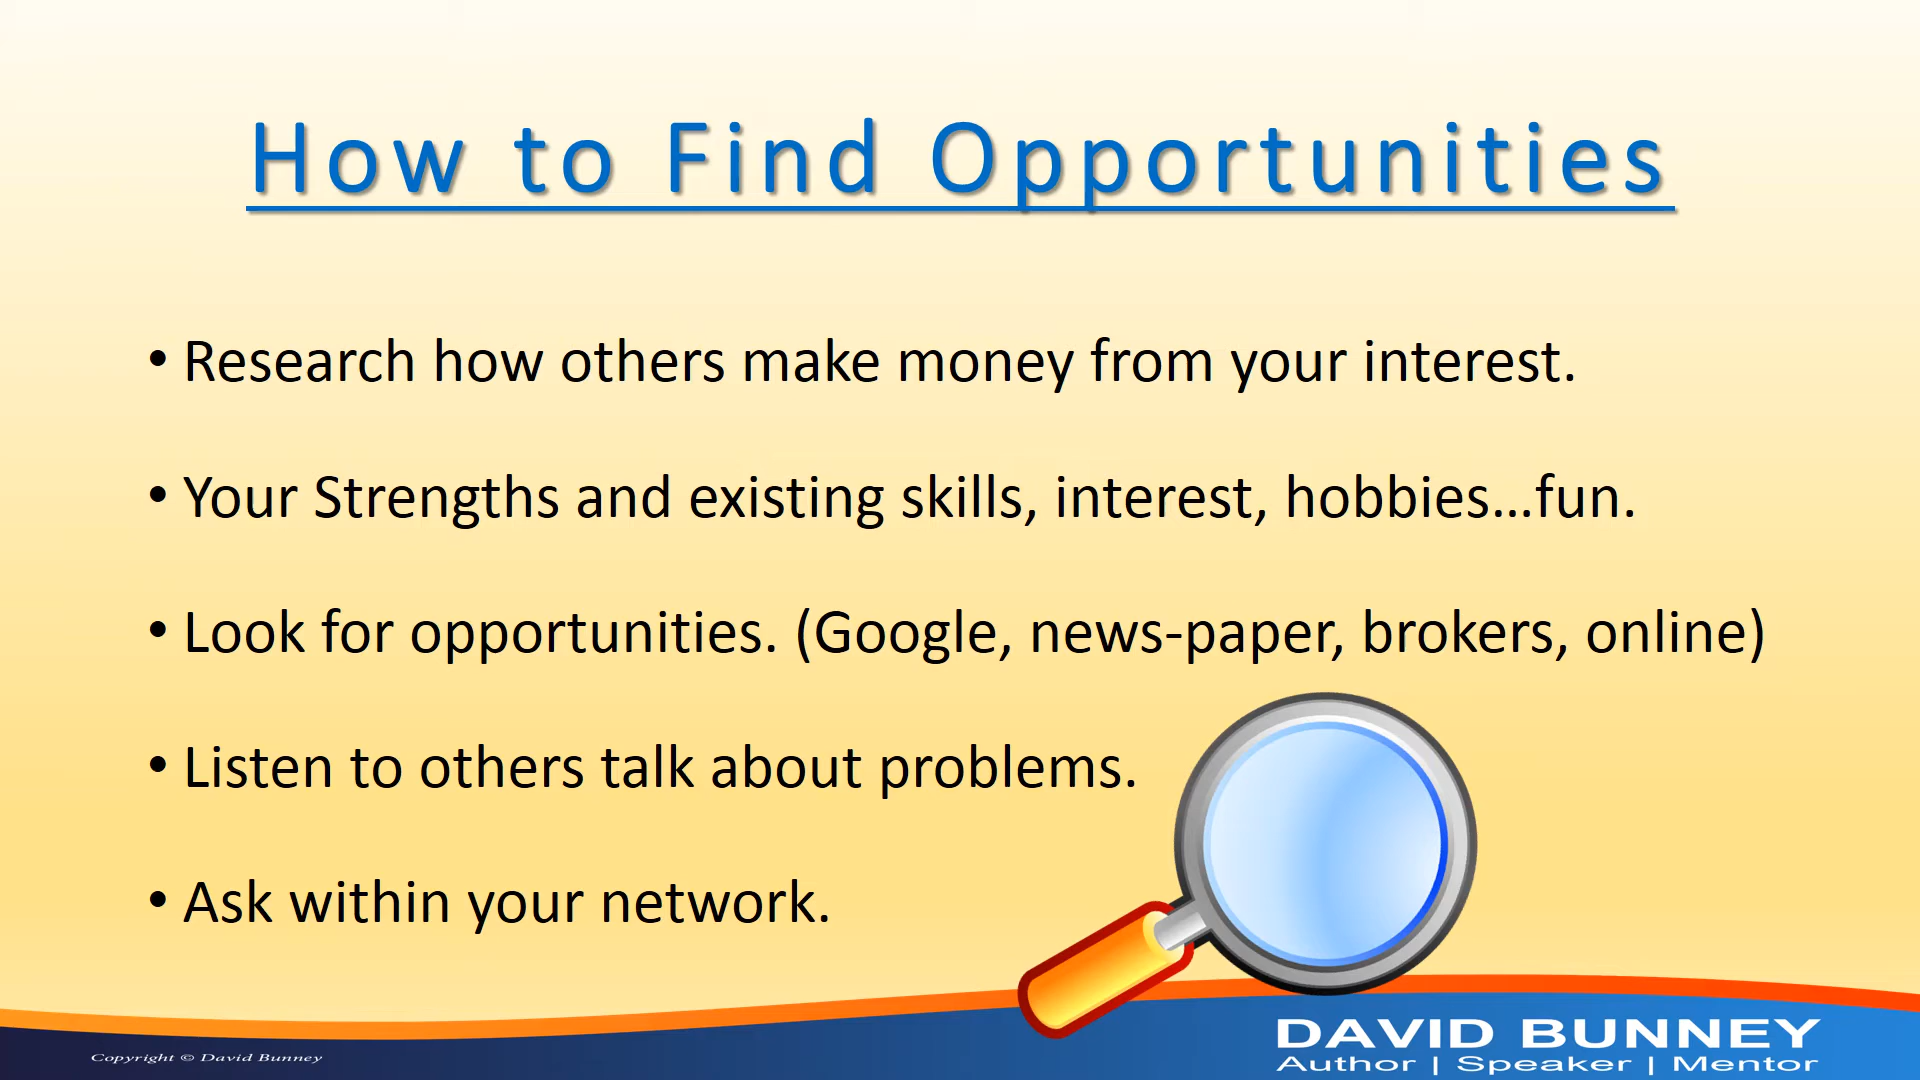 How to Find Opportunities
• Research how others make money from your interest.
• Your Strengths and existing skills, interest, hobbies...fun.
• Look for opportunities. (Google, news-paper, brokers, online)
• Listen to others talk about problems.
• Ask within your network.
DAVID BUNNEY
Author | Speaker | Mentor
Copyright © David Bunney